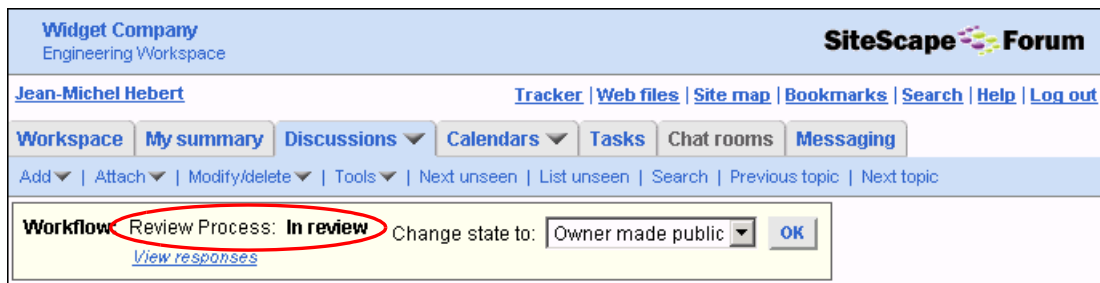 Widget Company
Engineering Workspace
SiteScape Forum
Jean-Michel Hebert
Tracker | Web files | Site map | Bookmarks | Search | Help | Log out
Workspace My summary Discussions Calendars Tasks Chat rooms Messaging
Add | Attach | Modify/delete | Tools | Next unseen | List unseen | Search | Previous topic | Next topic
Workflow: Review Process: In review Change state to: Owner made public OK
View responses